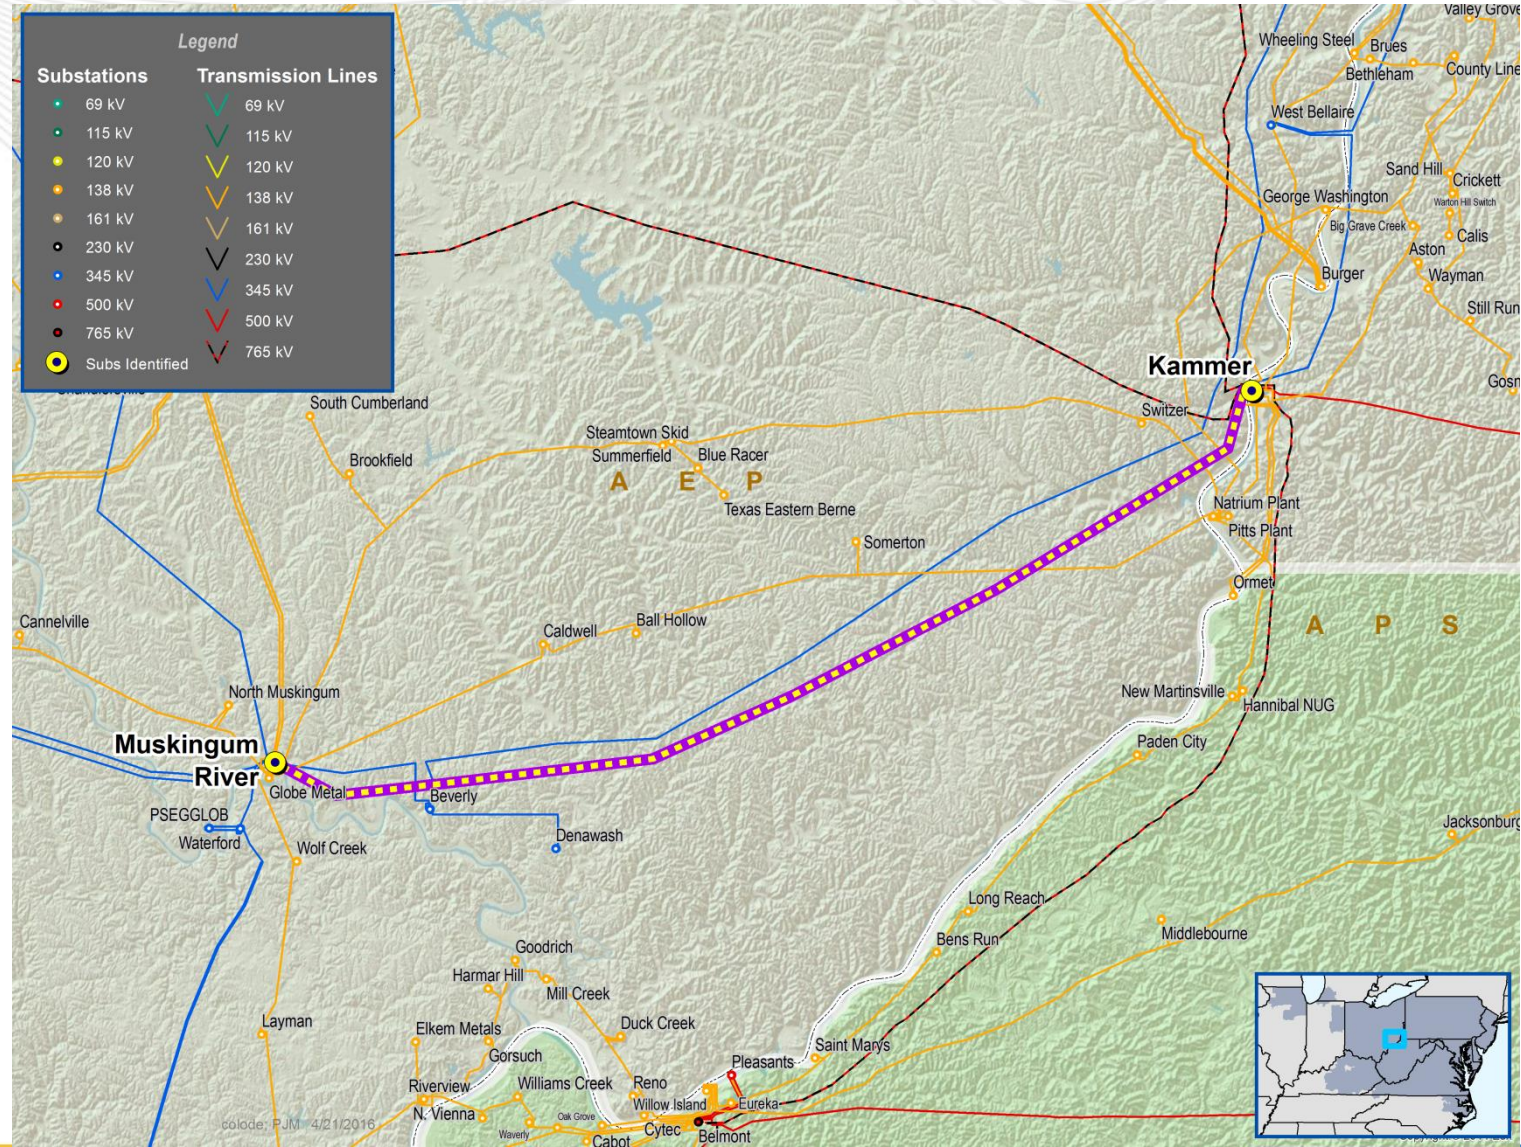 Legend
Substations
69 kV
115 kV
120 kV
138 kV
161 kV
230 kV
345 kV
500 kV
765 kV
Subs Identified
Transmission Lines
69 kV
115 kV
120 kV
138 kV
161 kV
230 kV
345 kV
500 kV
765 kV
Valley Grove
Wheeling Steel
Brues
Bethleham
County Line
West Bellaire
Sand Hill
Crickett
Warton Hill Switch
George Washington
Big Grave Creek
Calis
Aston
Wayman
Burger
Still Run
Kammer
Gosn
Switzer
South Cumberland
Steamtown Skid
Summerfield
Blue Racer
Brookfield
A E P
Texas Eastern Berne
Natrium Plant
Pitts Plant
Somerton
Ormet
Cannelville
Caldwell
Ball Hollow
A P S
North Muskingum
New Martinsville
Hannibal NUG
Muskingum
River
Paden City
Globe Metal
Beverly
PSEGGLOB
Waterford
Denawash
Wolf Creek
Jacksonburg
Long Reach
Middlebourne
Bens Run
Goodrich
Harmar Hill
Mill Creek
Layman
Elkem Metals
Duck Creek
Gorsuch
Saint Marys
Pleasants
Riverview
Williams Creek
Reno
N. Vienna
Willow Island
Eureka
Oak Grove
Waverly
Cytec
Cabot
Belmont
colode: PJM 4/21/2016